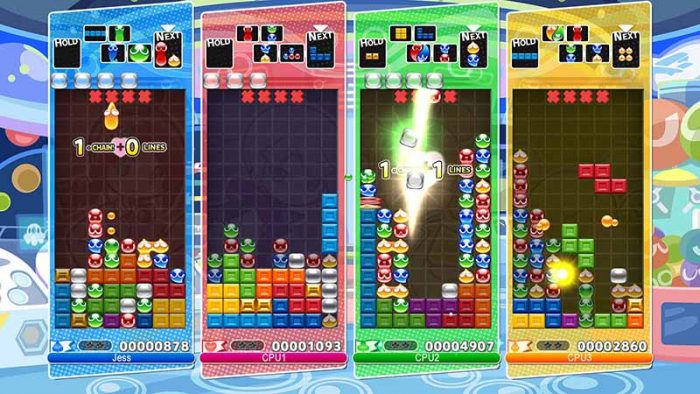 HOLD NEXT
HOLD NEXT
HOLD NEXT
HOLD NEXT
1 CHAIN + 0 LINES
1 CHAIN + 1 LINES
00000878
00001093
00004907
00002860
Jess
CPU1
CPU2
CPU3